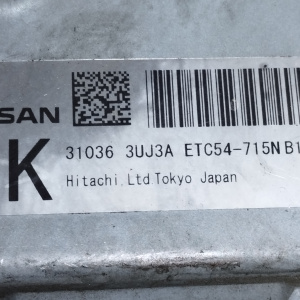 SAN
K
31036 3UJ3A ETC54-715N B1
Hitachi.Ltd Tokyo Japan